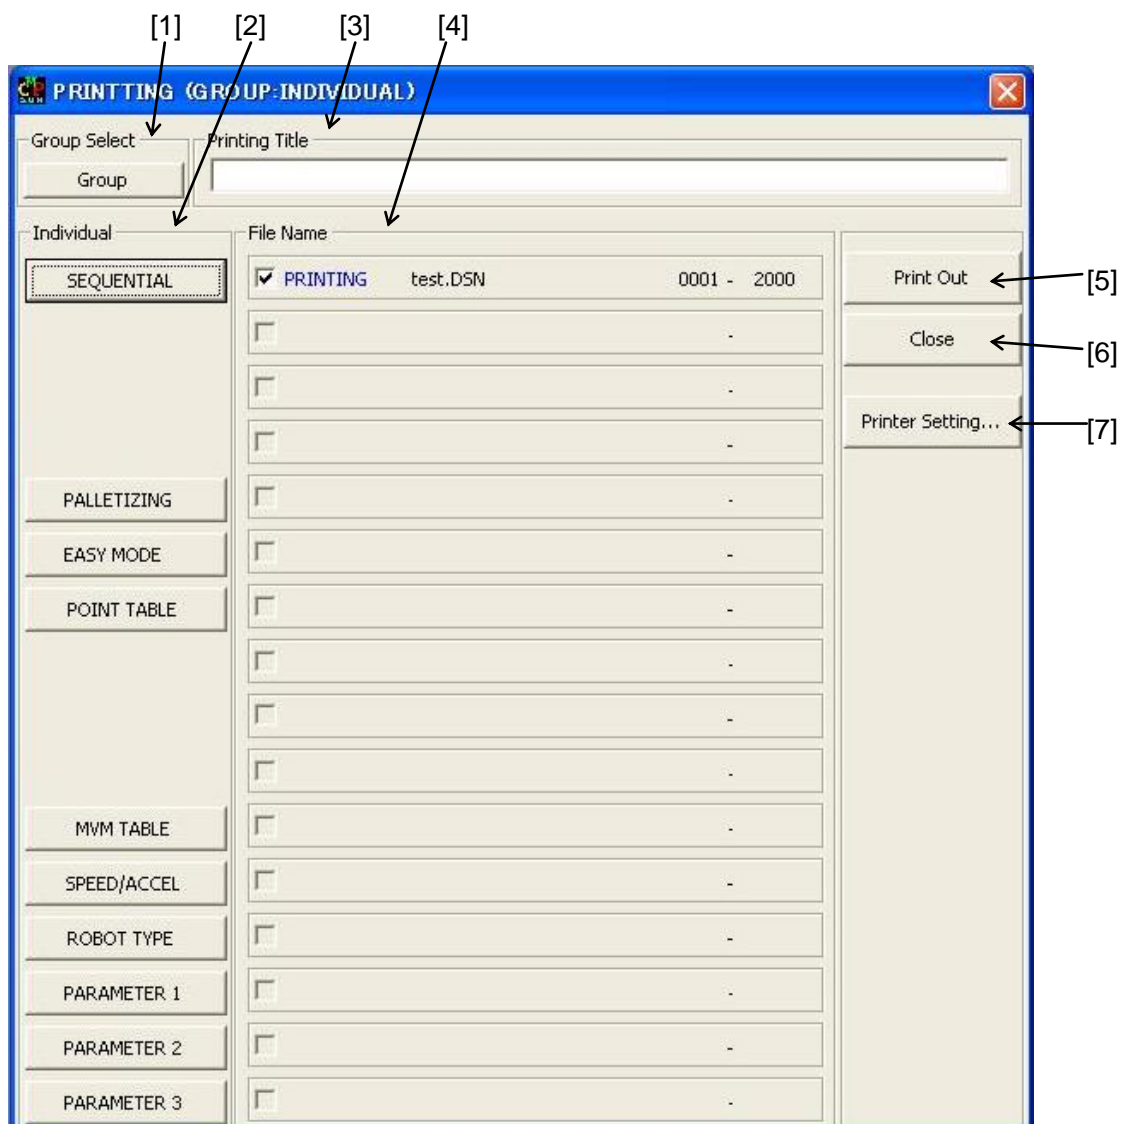 [1] [2] [3] [4]
PRINTTING (GROUP:INDIVIDUAL)
Group Select Printing Title
Group
Individual File Name
SEQUENTIAL PRINTING test.DSN 0001 - 2000 Print Out [5]
- Close [6]
-
- Printer Setting... [7]
PALLETIZING -
EASY MODE -
POINT TABLE -
-
-
-
MVM TABLE -
SPEED/ACCEL -
ROBOT TYPE -
PARAMETER 1 -
PARAMETER 2 -
PARAMETER 3 -